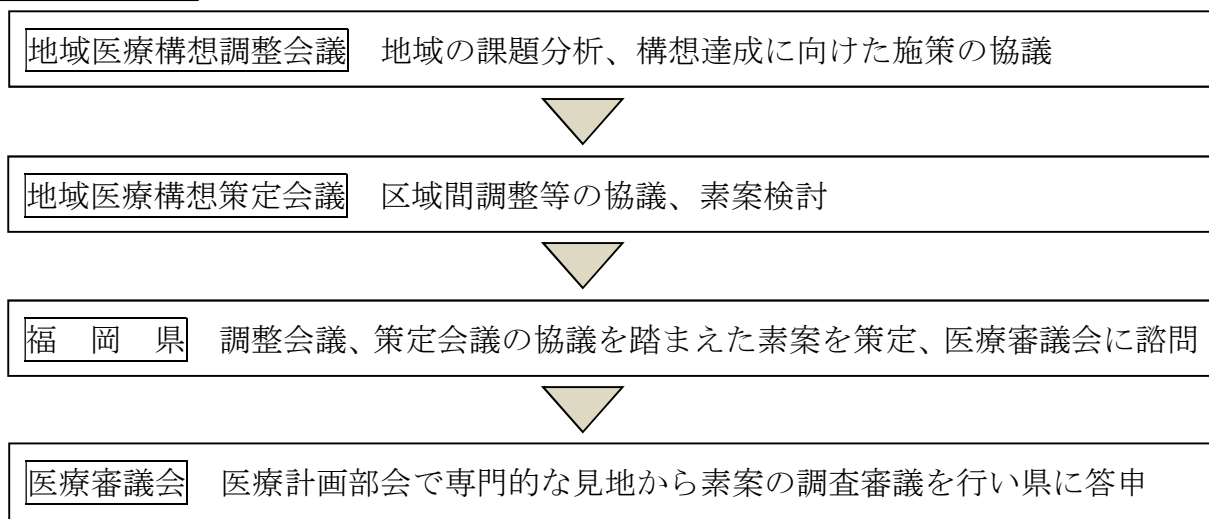 地域医療構想調整会議　地域の課題分析、構想達成に向けた施策の協議
地域医療構想策定会議　区域間調整等の協議、素案検討
福　岡　県　調整会議、策定会議の協議を踏まえた素案を策定、医療審議会に諮問
医療審議会　医療計画部会で専門的な見地から素案の調査審議を行い県に答申